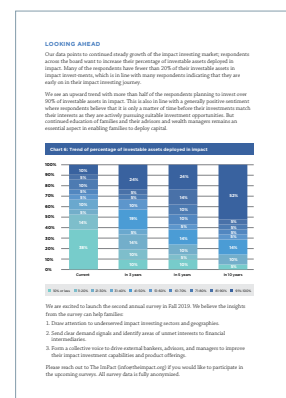 LOOKING AHEAD
Our data points to continued steady growth of the impact investing market; respondents
across the board want to increase their percentage of investable assets deployed in
impact. Many of the respondents have fewer than 20% of their investable assets in
impact invest-ments, which is in line with many respondents indicating that they are
early on in their impact investing journey.
We see an upward trend with more than half of the respondents planning to invest over
90% of investable assets in impact. This is also in line with a generally positive sentiment
where respondents believe that it is only a matter of time before their investments match
their interests as they are actively pursuing suitable investment opportunities. But
continued education of families and their advisors and wealth managers remains an
essential aspect in enabling families to deploy capital.
Chart 8: Trend of percentage of investable assets deployed in impact
100%
90%
80%
70%
60%
50%
40%
30%
20%
10%
0%
Current
In 3 years
In 5 years
In 10 years
We are excited to launch the second annual survey in Fall 2019. We believe the insights
from the survey can help families:
1. Draw attention to underserved impact investing sectors and geographies.
2. Send clear demand signals and identify areas of unmet interests to financial
intermediaries.
3. Form a collective voice to drive external bankers, advisors, and managers to improve
their impact investment capabilities and product offerings.
Please reach out to The ImPact (info@theimpact.org) if you would like to participate in
the upcoming surveys. All survey data is fully anonymized.